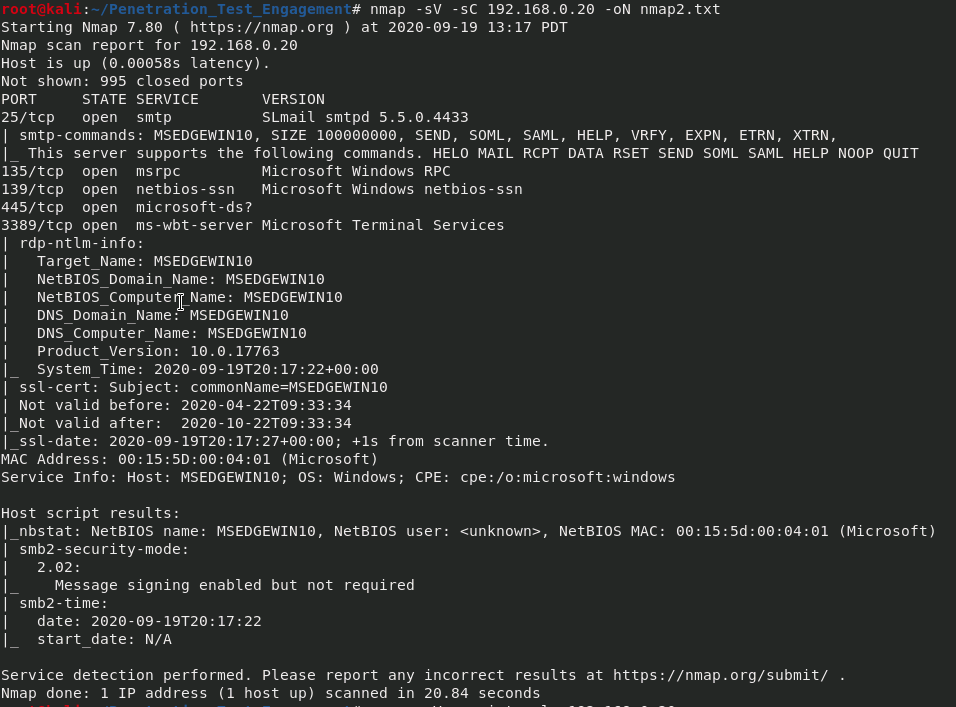 root@kali:~/Penetration_Test_Engagement# nmap -sV -sC 192.168.0.20 -oN nmap2.txt
Starting Nmap 7.80 ( https://nmap.org ) at 2020-09-19 13:17 PDT
Nmap scan report for 192.168.0.20
Host is up (0.00058s latency).
Not shown: 995 closed ports
PORT     STATE SERVICE       VERSION
25/tcp   open  smtp          SLmail smtpd 5.5.0.4433
| smtp-commands: MSEDGEWIN10, SIZE 100000000, SEND, SOML, SAML, HELP, VRFY, EXPN, ETRN, XTRN,
|_ This server supports the following commands. HELO MAIL RCPT DATA RSET SEND SOML SAML HELP NOOP QUIT
135/tcp  open  msrpc         Microsoft Windows RPC
139/tcp  open  netbios-ssn   Microsoft Windows netbios-ssn
445/tcp  open  microsoft-ds?
3389/tcp open  ms-wbt-server Microsoft Terminal Services
| rdp-ntlm-info:
|   Target_Name: MSEDGEWIN10
|   NetBIOS_Domain_Name: MSEDGEWIN10
|   NetBIOS_Computer_Name: MSEDGEWIN10
|   DNS_Domain_Name: MSEDGEWIN10
|   DNS_Computer_Name: MSEDGEWIN10
|   Product_Version: 10.0.17763
|_  System_Time: 2020-09-19T20:17:22+00:00
| ssl-cert: Subject: commonName=MSEDGEWIN10
| Not valid before: 2020-04-22T09:33:34
|_Not valid after:  2020-10-22T09:33:34
|_ssl-date: 2020-09-19T20:17:27+00:00; +1s from scanner time.
MAC Address: 00:15:5D:00:04:01 (Microsoft)
Service Info: Host: MSEDGEWIN10; OS: Windows; CPE: cpe:/o:microsoft:windows

Host script results:
|_nbstat: NetBIOS name: MSEDGEWIN10, NetBIOS user: <unknown>, NetBIOS MAC: 00:15:5d:00:04:01 (Microsoft)
| smb2-security-mode:
|   2.02:
|_    Message signing enabled but not required
| smb2-time:
|   date: 2020-09-19T20:17:22
|_  start_date: N/A

Service detection performed. Please report any incorrect results at https://nmap.org/submit/ .
Nmap done: 1 IP address (1 host up) scanned in 20.84 seconds